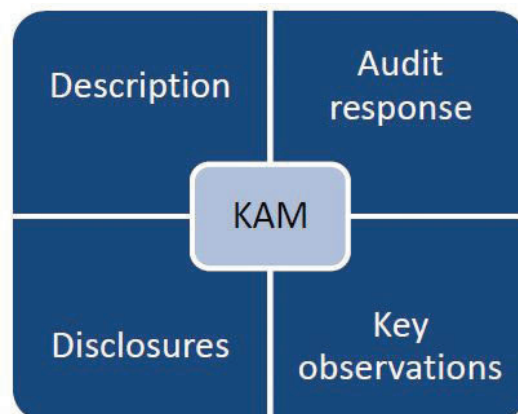 Description
Audit
response
KAM
Disclosures
Key
observations